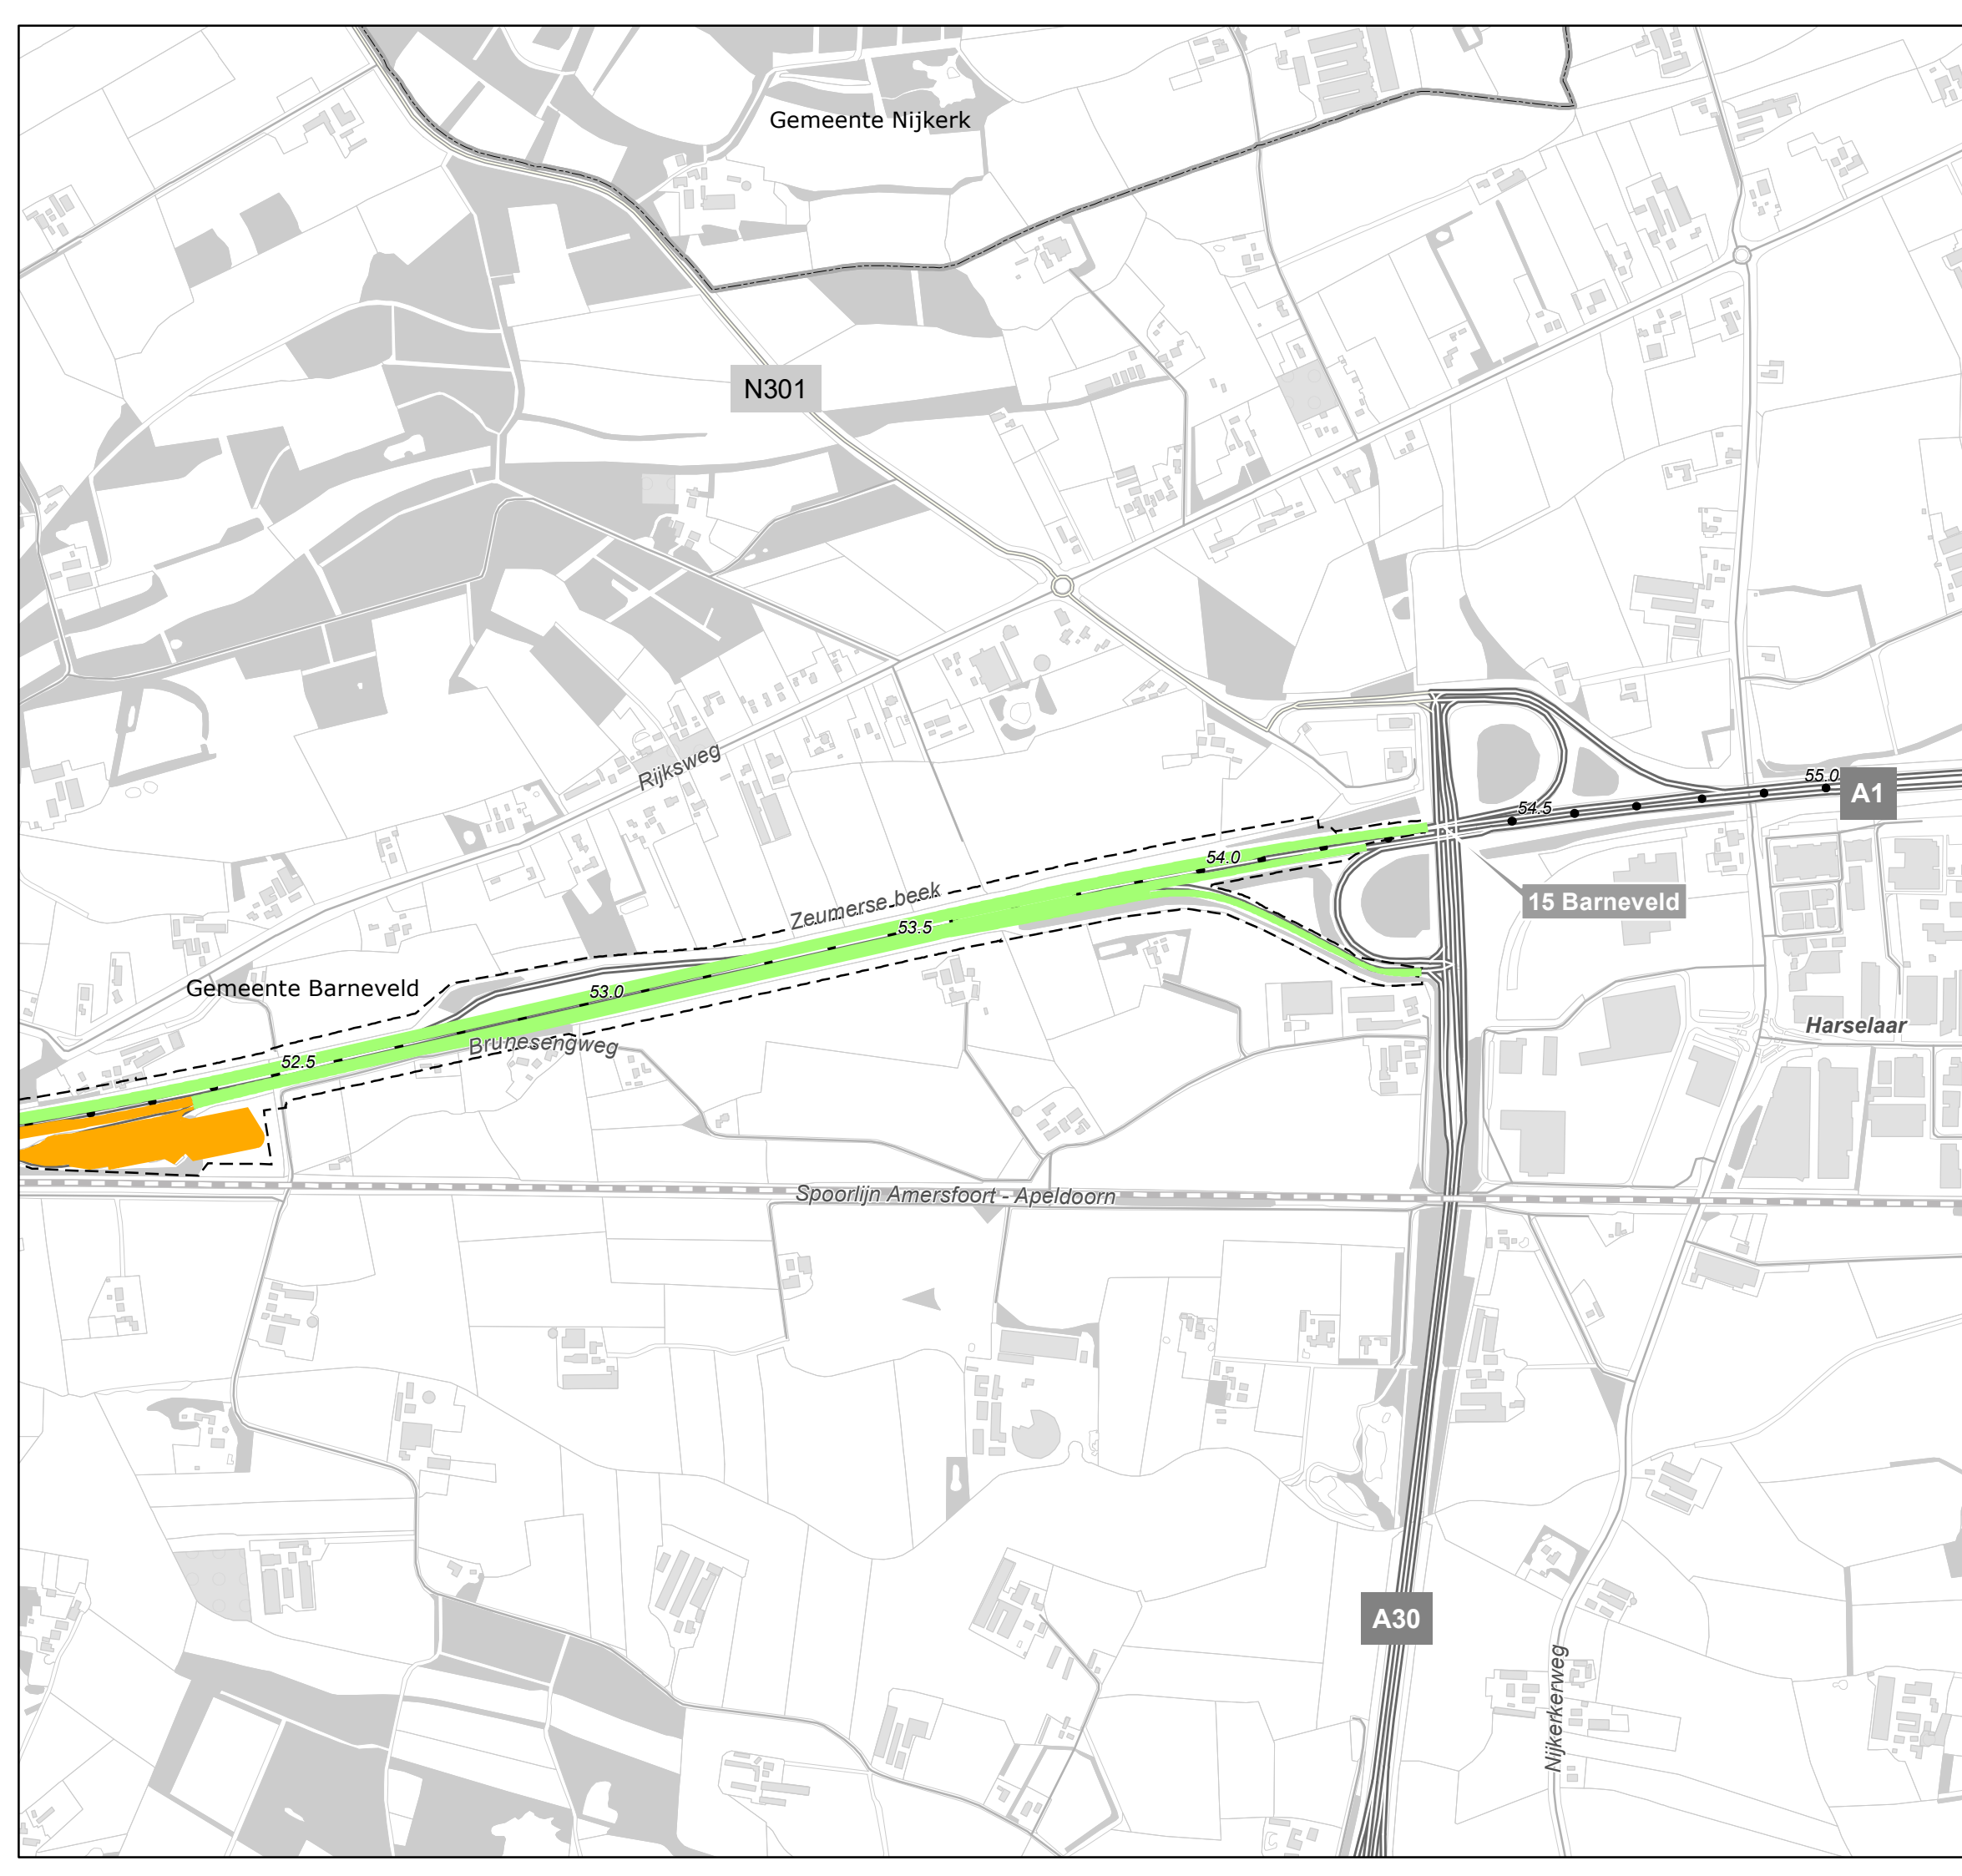 Gemeente Nijkerk
N301
Rijksweg
55.0
A1
54.5
54.0
15 Barneveld
Zeumerse beek
53.5
Gemeente Barneveld
53.0
Harselaar
Brunesengweg
52.5
Spoorlijn Amersfoort - Apeldoorn
A30
Nijkerkerweg